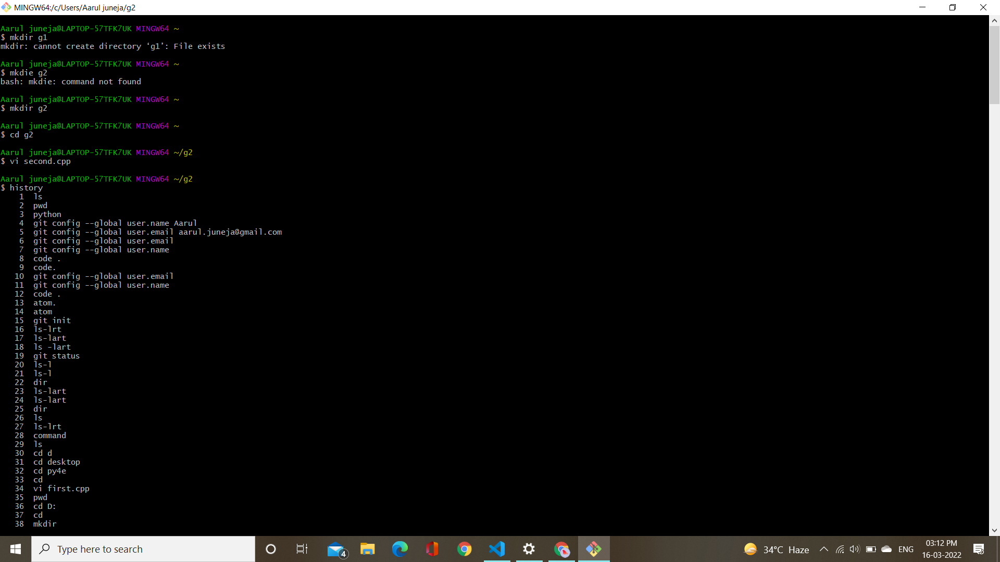 MINGW64:/c/Users/Aarul juneja/g2
Aarul juneja@LAPTOP-57TFK7UK MINGW64 ~
$ mkdir g1
mkdir: cannot create directory ‘g1’: File exists
Aarul juneja@LAPTOP-57TFK7UK MINGW64 ~
$ mkdie g2
bash: mkdie: command not found
Aarul juneja@LAPTOP-57TFK7UK MINGW64 ~
$ mkdir g2
Aarul juneja@LAPTOP-57TFK7UK MINGW64 ~
$ cd g2
Aarul juneja@LAPTOP-57TFK7UK MINGW64 ~/g2
$ vi second.cpp
Aarul juneja@LAPTOP-57TFK7UK MINGW64 ~/g2
$ history
1 ls
2 pwd
3 python
4 git config --global user.name Aarul
5 git config --global user.email aarul.juneja@gmail.com
6 git config --global user.email
7 git config --global user.name
8 code .
9 code.
10 git config --global user.email
11 git config --global user.name
12 code .
13 atom.
14 atom
15 git init
16 ls-lrt
17 ls-lart
18 ls -lart
19 git status
20 ls-l
21 ls-l
22 dir
23 ls-lart
24 ls-lart
25 dir
26 ls
27 ls-lrt
28 command
29 ls
30 cd d
31 cd desktop
32 cd py4e
33 cd
34 vi first.cpp
35 pwd
36 cd D:
37 cd
38 mkdir
Type here to search
4
34°C Haze
ENG
03:12 PM
16-03-2022